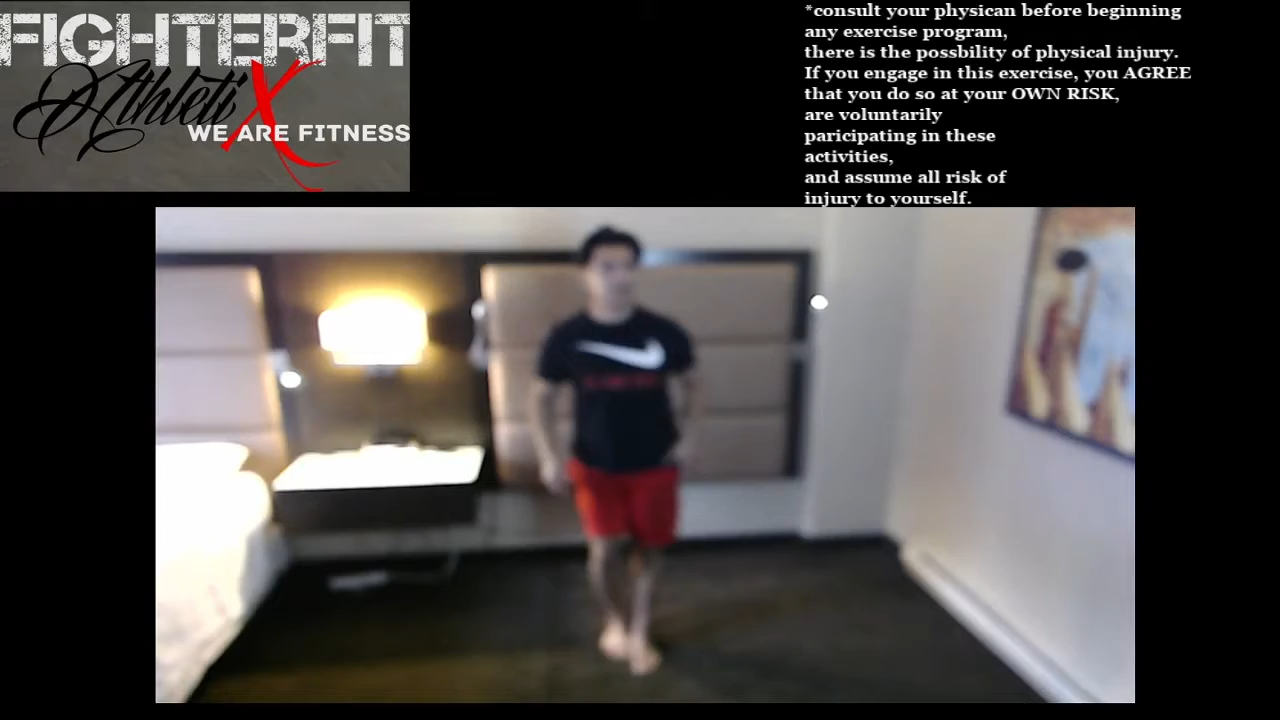 FIGHTERFIT
AthletiX
WE ARE FITNESS
*consult your physican before beginning
any exercise program,
there is the possbility of physical injury.
If you engage in this exercise, you AGREE
that you do so at your OWN RISK,
are voluntarily
paricipating in these
activities,
and assume all risk of
injury to yourself.